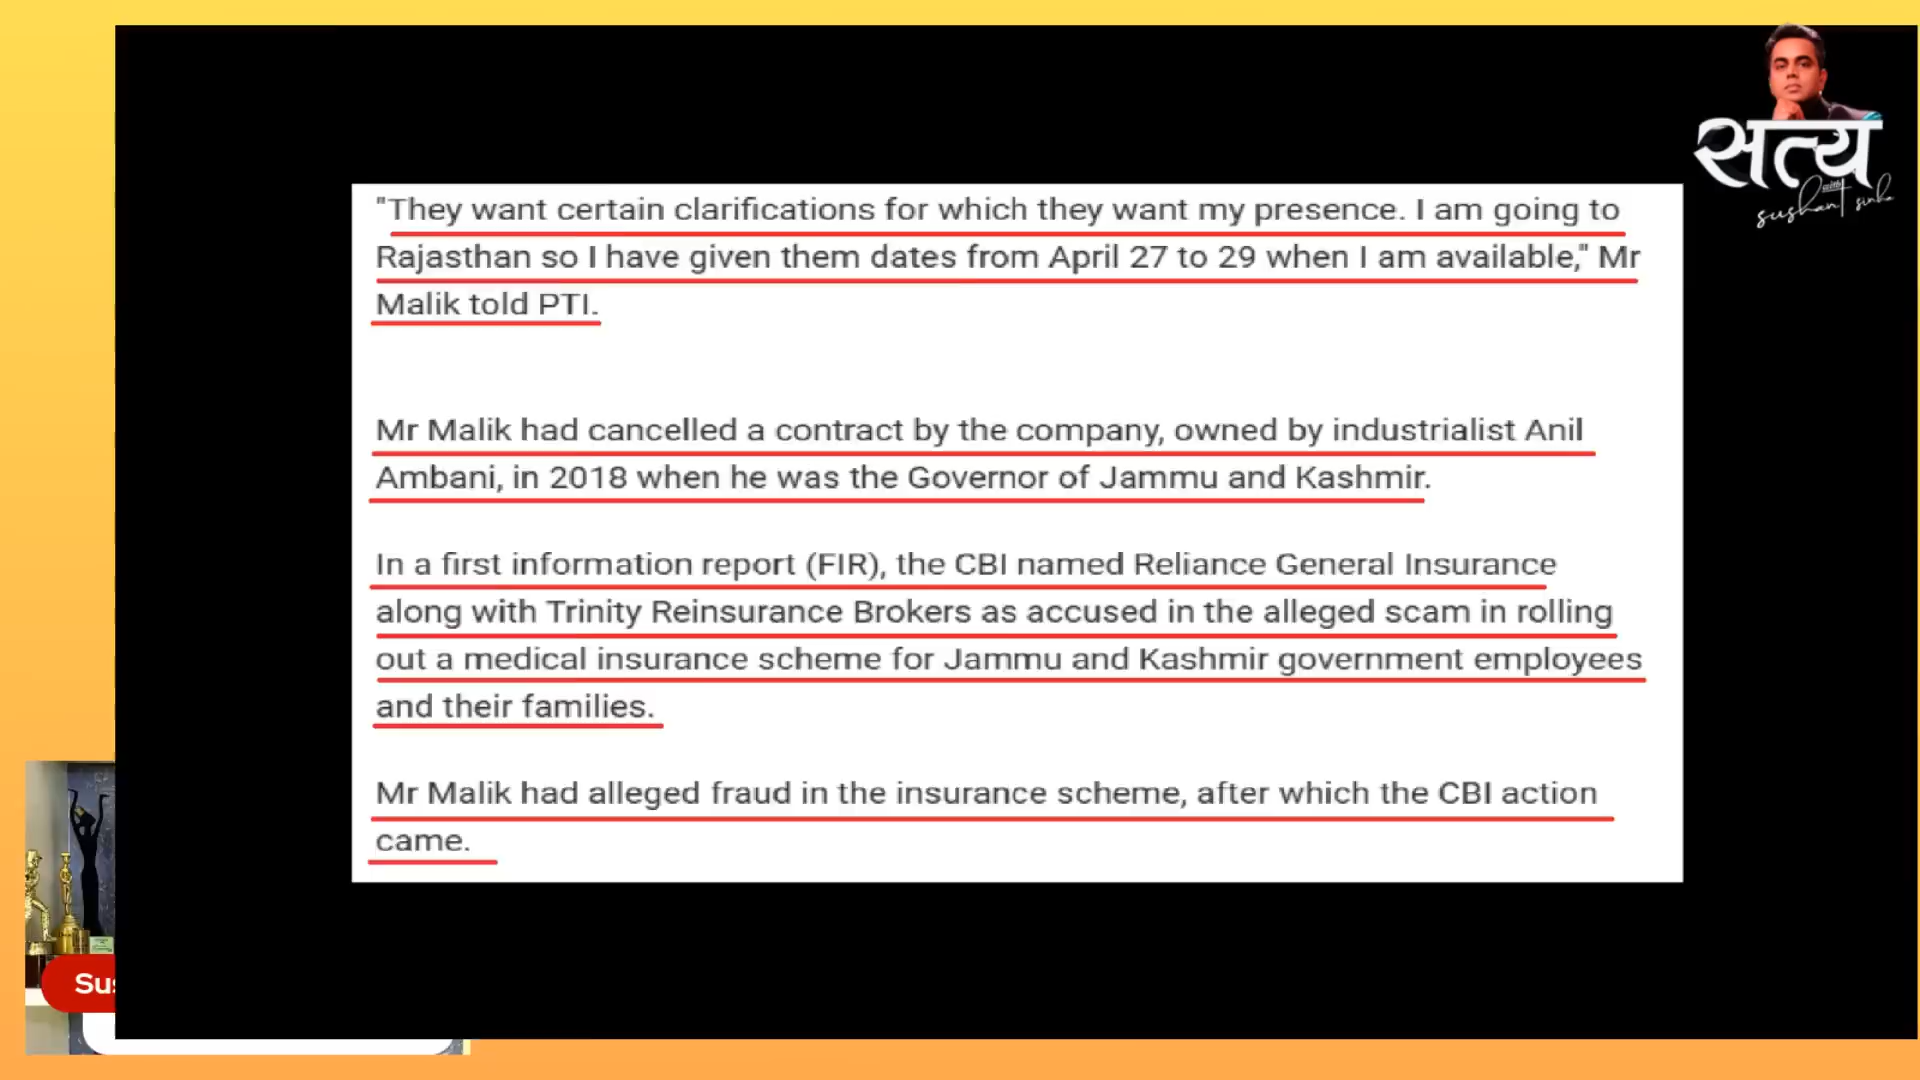 सत्य
with
sushant sinha
"They want certain clarifications for which they want my presence. I am going to
Rajasthan so I have given them dates from April 27 to 29 when I am available," Mr
Malik told PTI.
Mr Malik had cancelled a contract by the company, owned by industrialist Anil
Ambani, in 2018 when he was the Governor of Jammu and Kashmir.
In a first information report (FIR), the CBI named Reliance General Insurance
along with Trinity Reinsurance Brokers as accused in the alleged scam in rolling
out a medical insurance scheme for Jammu and Kashmir government employees
and their families.
Mr Malik had alleged fraud in the insurance scheme, after which the CBI action
came.
Sus